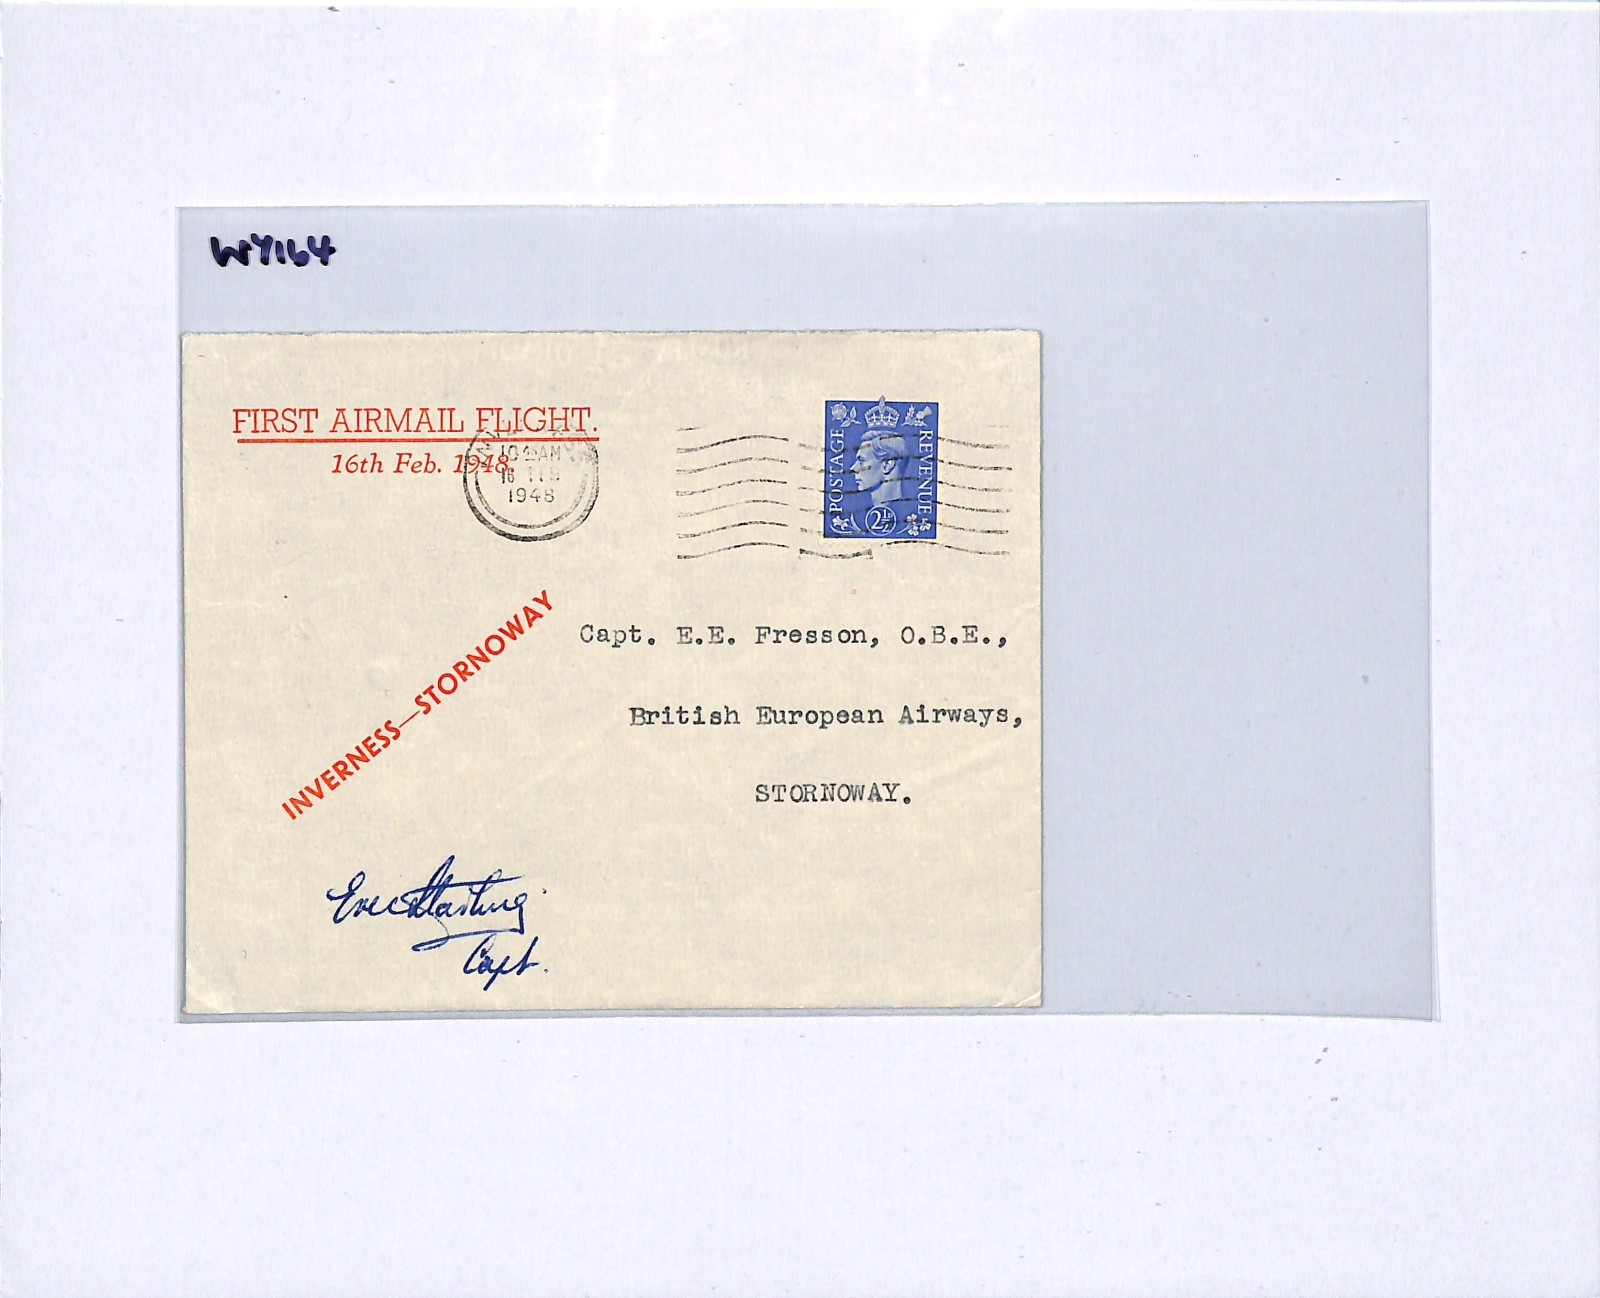 WY164
FIRST AIRMAIL FLIGHT.
16th Feb. 1948.
10 AM
16 FEB
1948
POSTAGE
REVENUE
2½D
INVERNESS—STORNOWAY
Capt. E.E. Fresson, O.B.E.,
British European Airways,
STORNOWAY.
Capt.